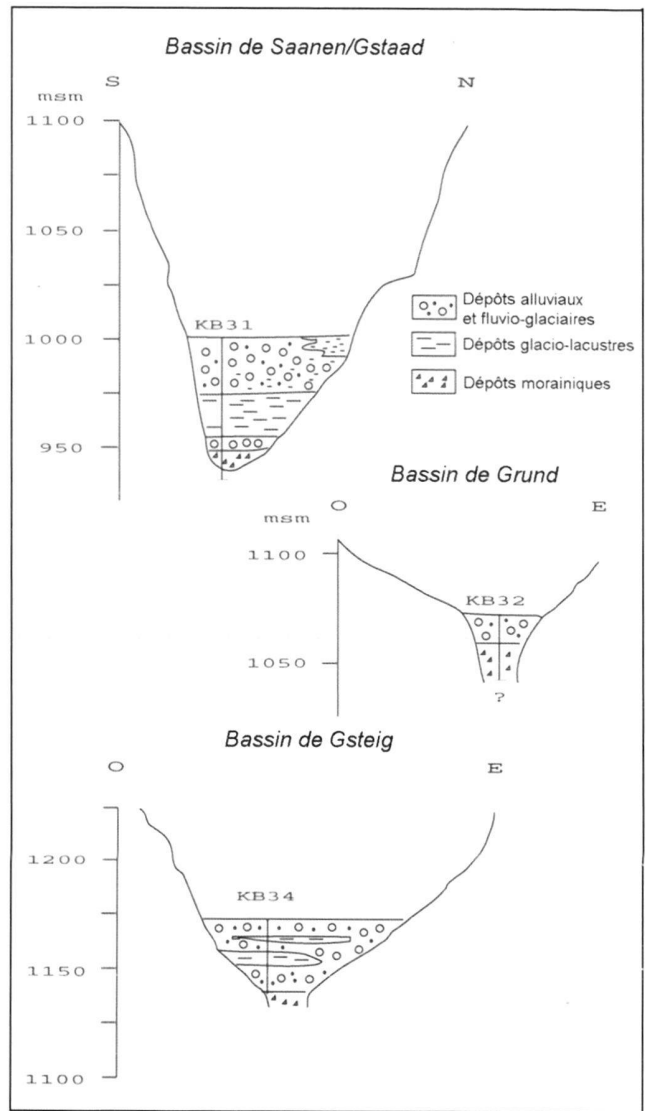 Bassin de Saanen/Gstaad
S N
msm
1100
1050
1000
950
KB31
Dépôts alluviaux
et fluvio-glaciaires
Dépôts glacio-lacustres
Dépôts morainiques
Bassin de Grund
O E
msm
1100
1050
KB32
?
Bassin de Gsteig
O E
1200
1150
1100
KB34